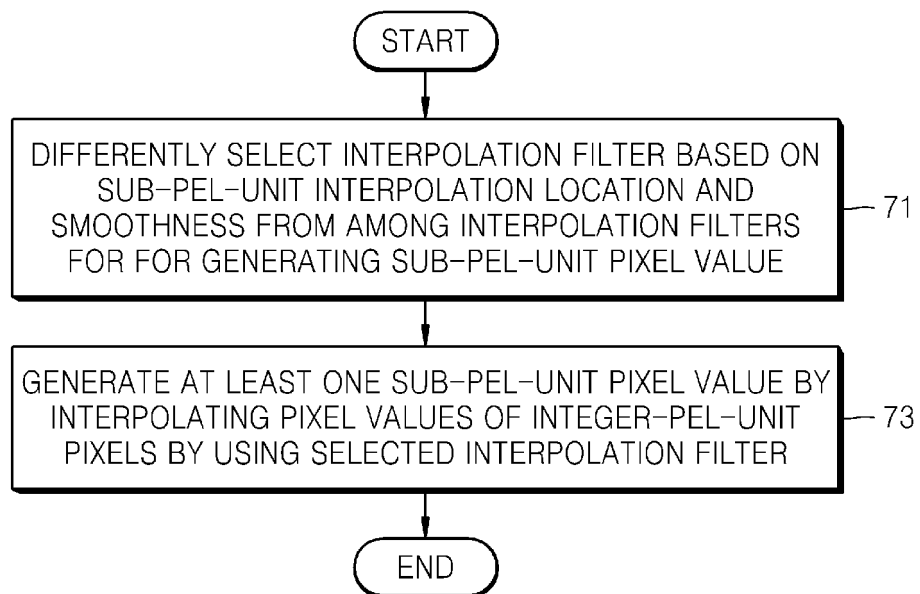 START
DIFFERENTLY SELECT INTERPOLATION FILTER BASED ON
SUB-PEL-UNIT INTERPOLATION LOCATION AND
SMOOTHNESS FROM AMONG INTERPOLATION FILTERS
FOR FOR GENERATING SUB-PEL-UNIT PIXEL VALUE
71
GENERATE AT LEAST ONE SUB-PEL-UNIT PIXEL VALUE BY
INTERPOLATING PIXEL VALUES OF INTEGER-PEL-UNIT
PIXELS BY USING SELECTED INTERPOLATION FILTER
73
END